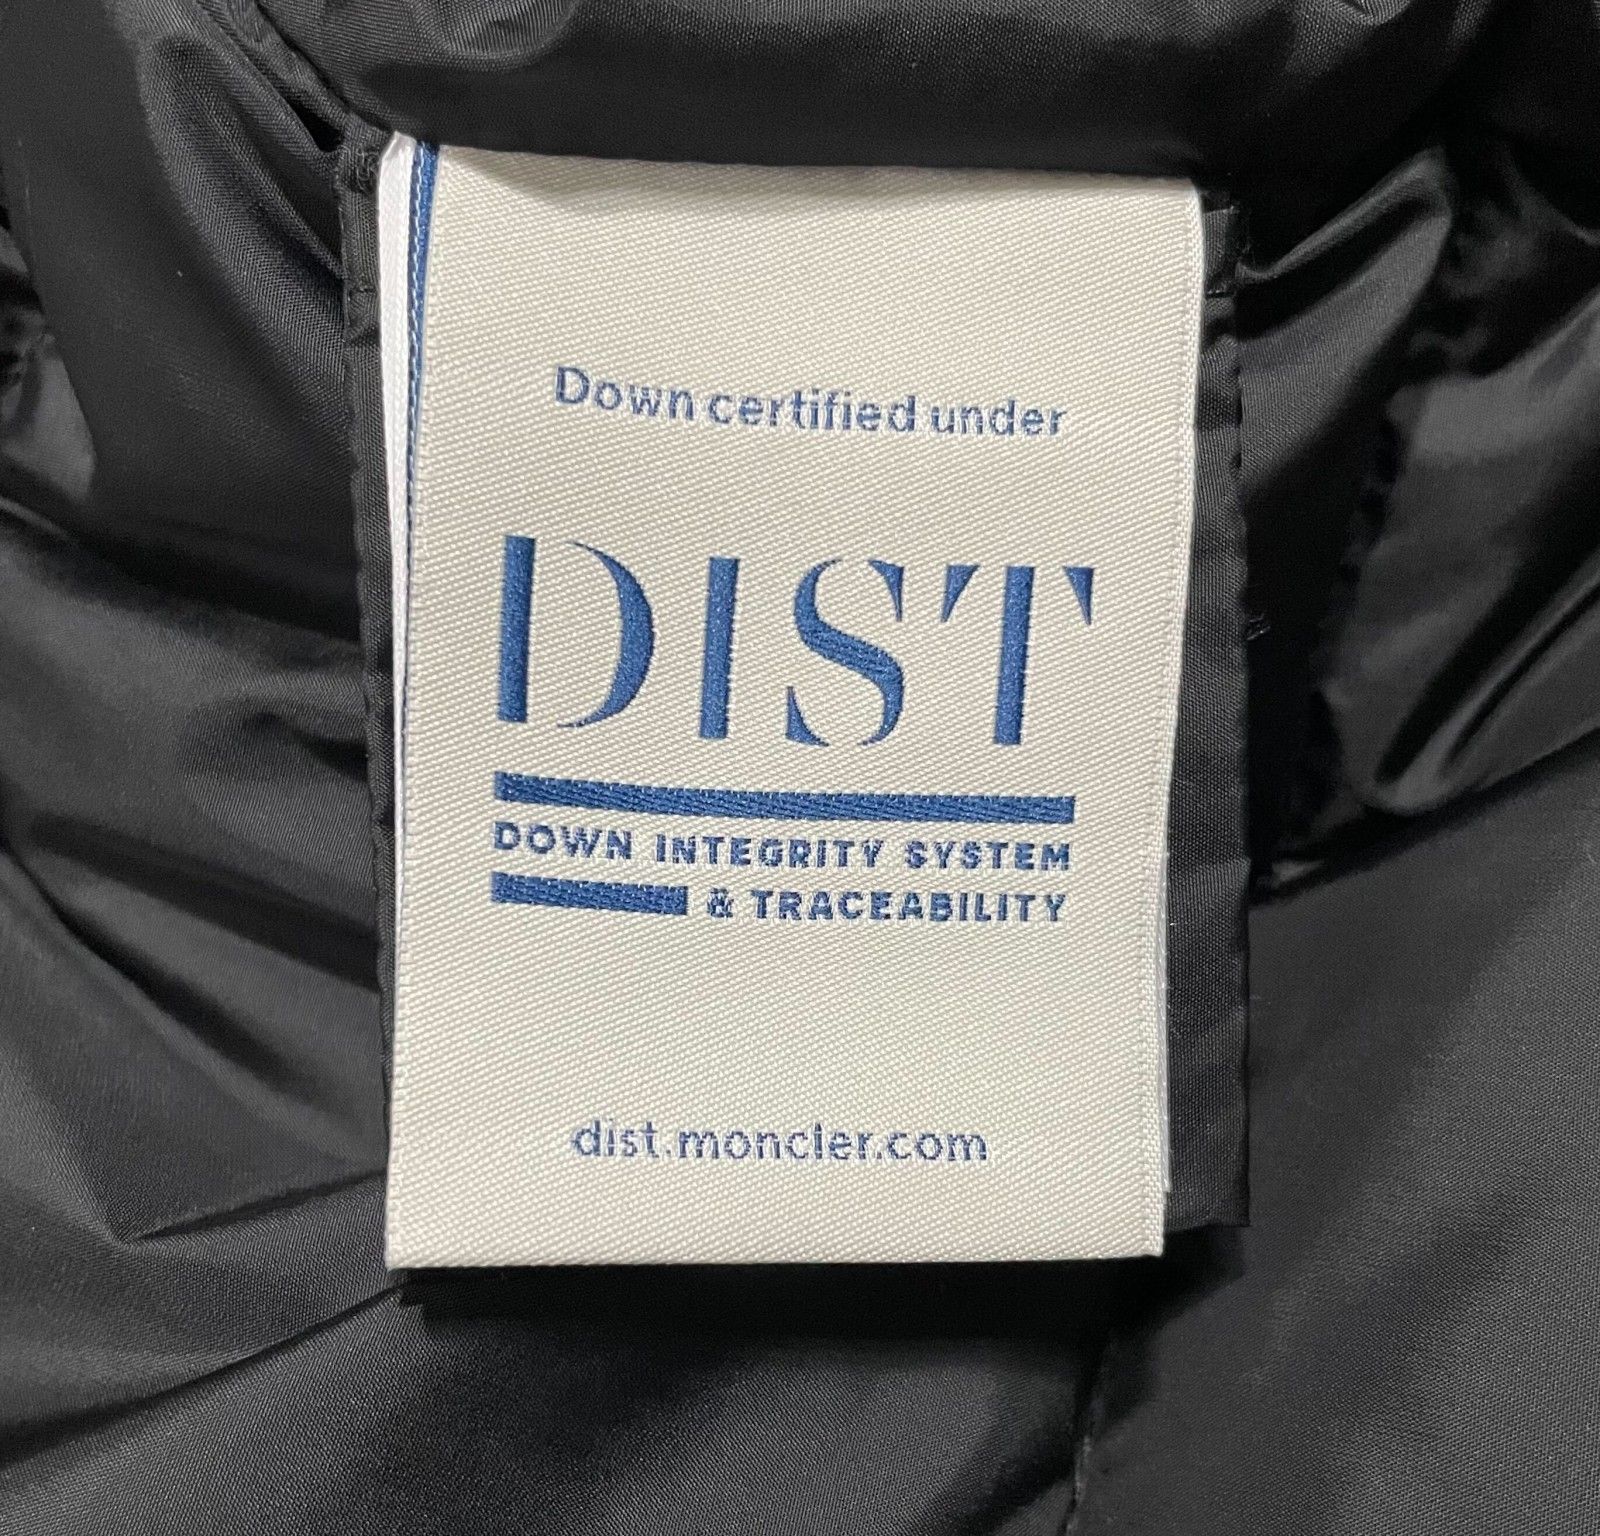 Down certified under
DIST
DOWN INTEGRITY SYSTEM
& TRACEABILITY
dist.moncler.com